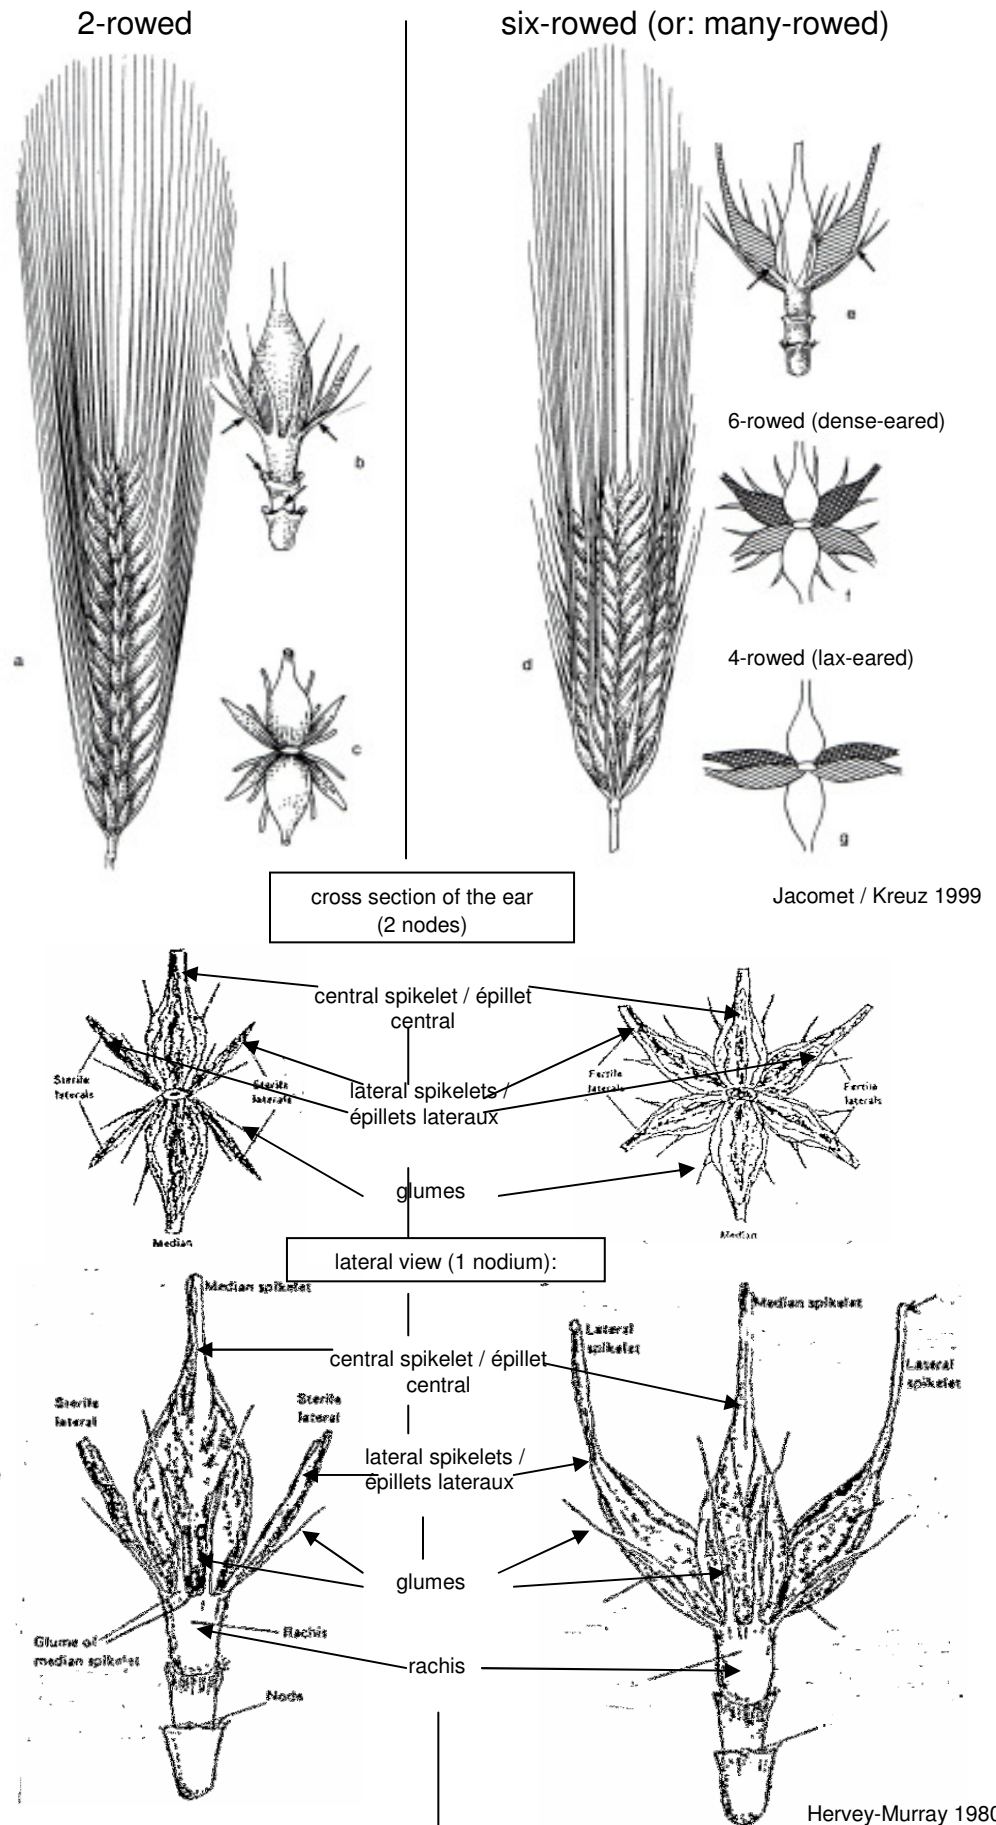 2-rowed
six-rowed (or: many-rowed)
a
b
c
d
e
6-rowed (dense-eared)
f
4-rowed (lax-eared)
g
Jacomet / Kreuz 1999
cross section of the ear
(2 nodes)
central spikelet / épillet
central
Sterile
laterals
Sterile
laterals
lateral spikelets /
épillets lateraux
Fertile
laterals
Fertile
laterals
glumes
Median
Median
lateral view (1 nodium):
Median spikelet
Median spikelet
Lateral
spikelet
Lateral
spikelet
central spikelet / épillet
central
Sterile
lateral
Sterile
lateral
lateral spikelets /
épillets lateraux
glumes
Glume of
median spikelet
Rachis
rachis
Node
Hervey-Murray 1980